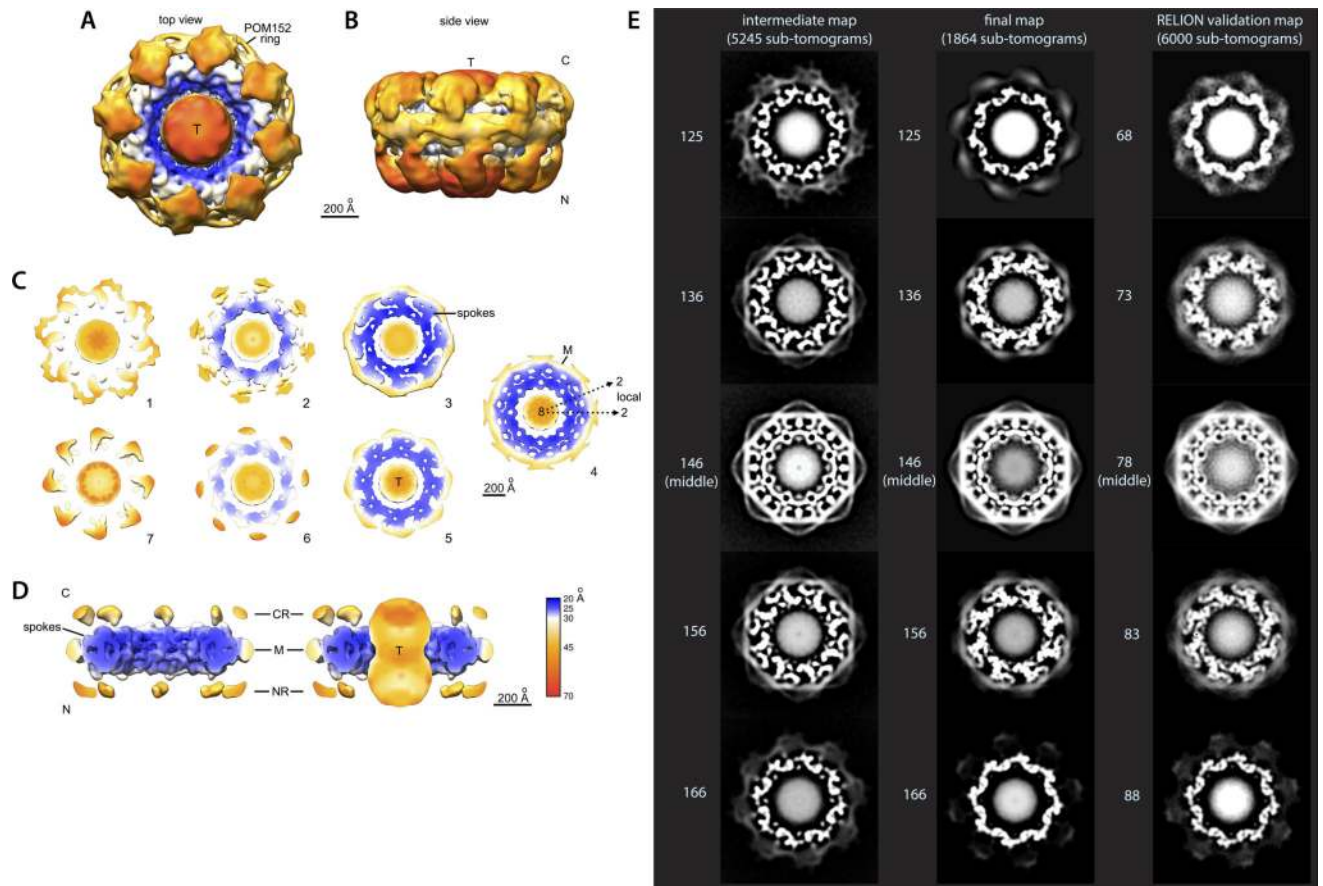 A
top view
POM152
ring
T
200 Å
B
side view
T
C
N
C
1
2
3
spokes
M
2
local
2
8
4
7
6
T
5
200 Å
D
C
spokes
CR
M
NR
N
T
200 Å
20 Å
25
30
45
70
E
intermediate map
(5245 sub-tomograms)
final map
(1864 sub-tomograms)
RELION validation map
(6000 sub-tomograms)
125
125
68
136
136
73
146
(middle)
146
(middle)
78
(middle)
156
156
83
166
166
88